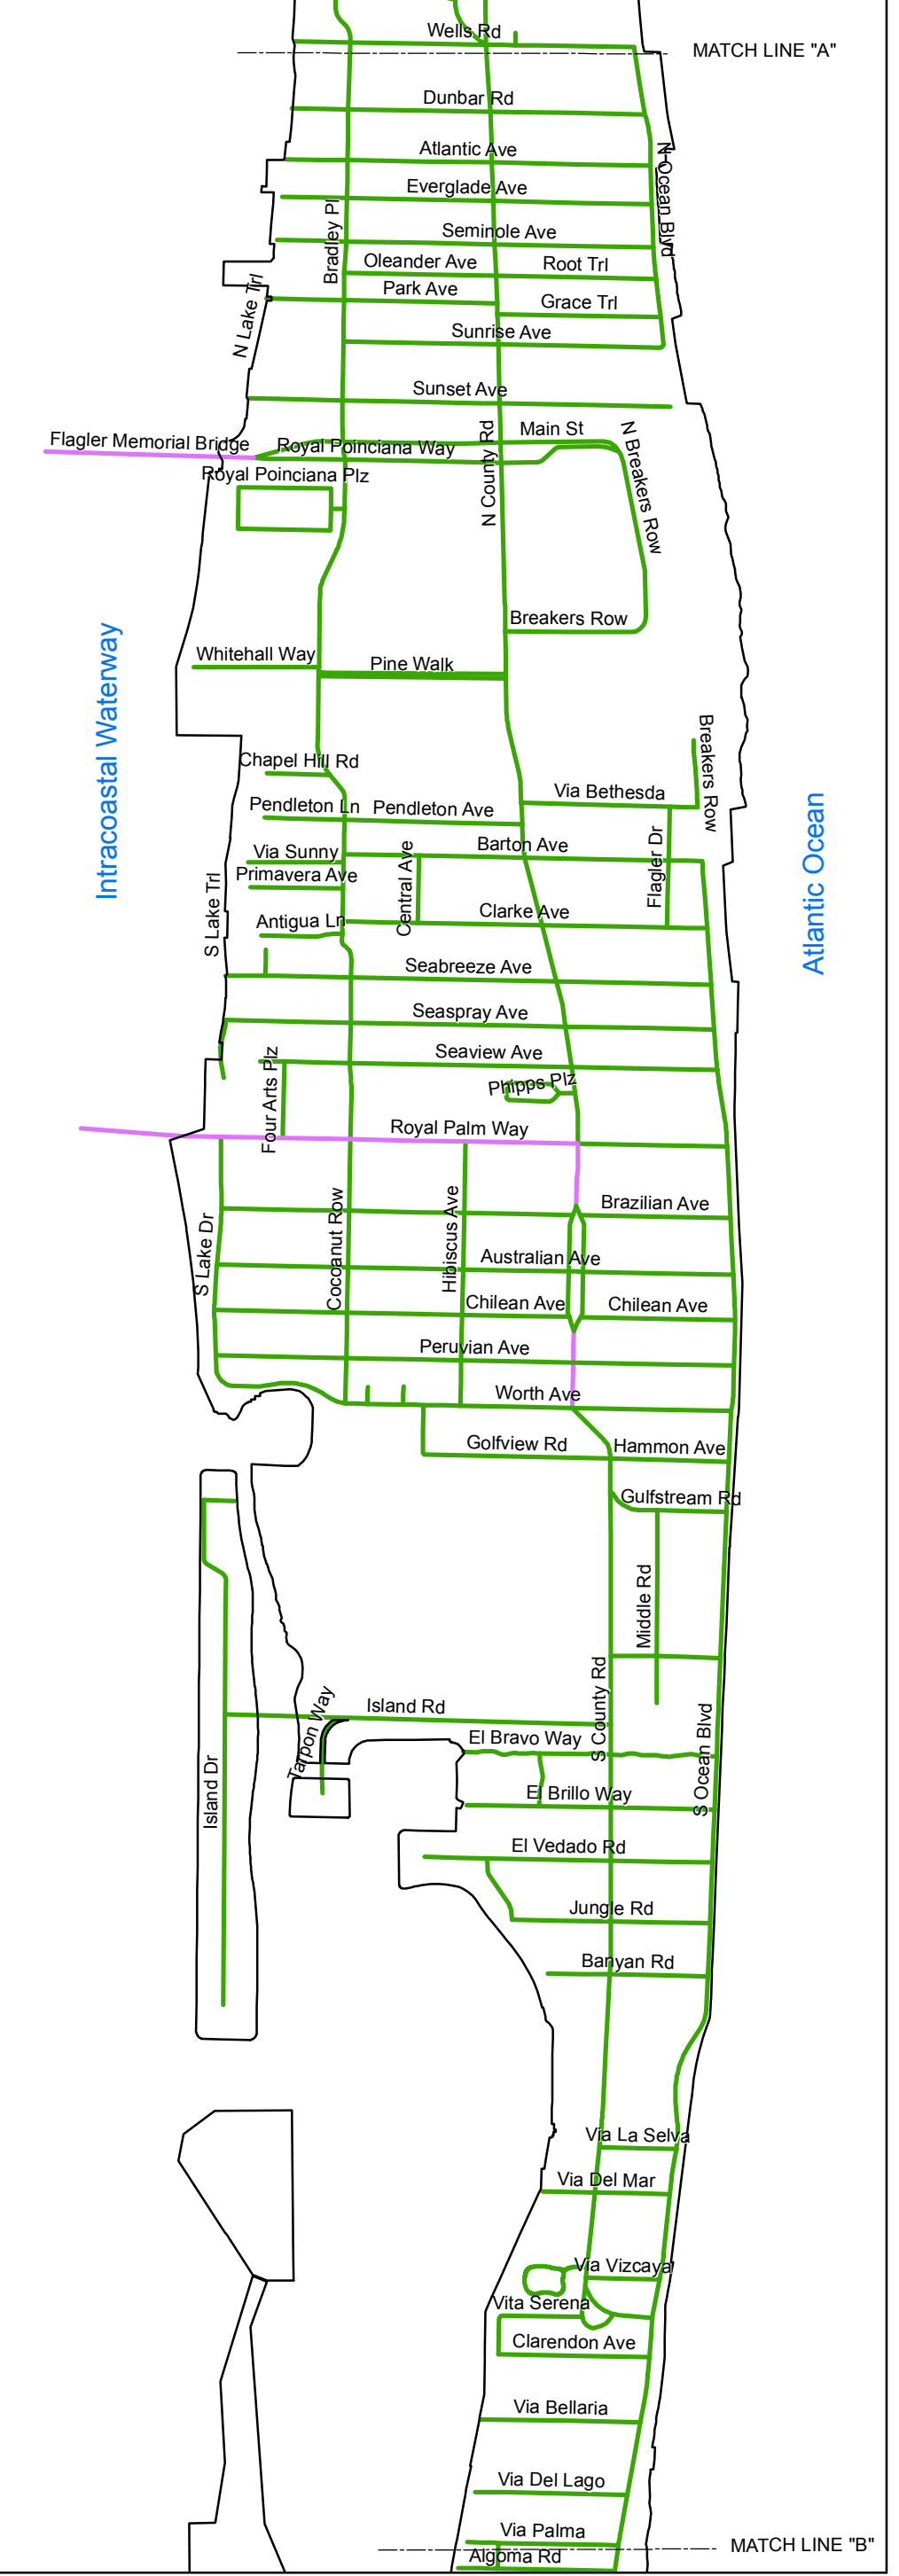 Wells Rd
MATCH LINE "A"
Dunbar Rd
Atlantic Ave
N Ocean Blvd
Everglade Ave
Bradley Pl
Seminole Ave
Oleander Ave
Root Trl
Park Ave
Grace Trl
N Lake Trl
Sunrise Ave
Sunset Ave
Main St
Flagler Memorial Bridge
Royal Poinciana Way
N County Rd
N Breakers Row
Royal Poinciana Plz
Breakers Row
Whitehall Way
Pine Walk
Intracoastal Waterway
Chapel Hill Rd
Breakers Row
Via Bethesda
Pendleton Ln
Pendleton Ave
Atlantic Ocean
Via Sunny
Barton Ave
Flagler Dr
Primavera Ave
Central Ave
S Lake Trl
Antigua Ln
Clarke Ave
Seabreeze Ave
Seaspray Ave
Seaview Ave
Four Arts Plz
Phipps Plz
Royal Palm Way
Brazilian Ave
S Lake Dr
Cocoanut Row
Hibiscus Ave
Australian Ave
Chilean Ave
Chilean Ave
Peruvian Ave
Worth Ave
Golfview Rd
Hammon Ave
Gulfstream Rd
Middle Rd
S County Rd
Island Rd
Tarpon Way
El Bravo Way
S Ocean Blvd
Island Dr
El Brillo Way
El Vedado Rd
Jungle Rd
Banyan Rd
Via La Selva
Via Del Mar
Via Vizcaya
Vita Serena
Clarendon Ave
Via Bellaria
Via Del Lago
Via Palma
MATCH LINE "B"
Algoma Rd